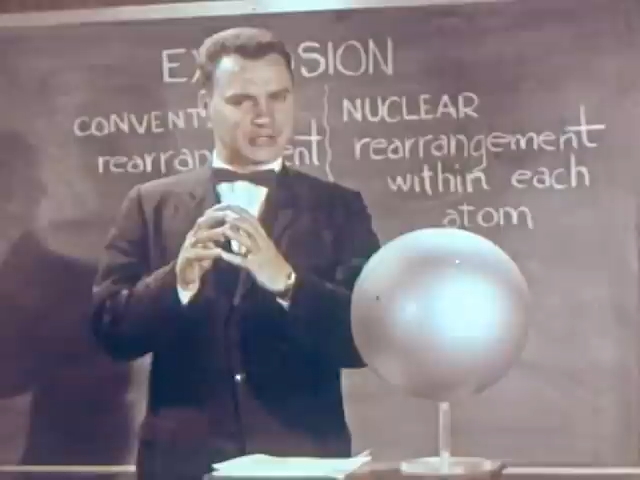 EX SION
CONVENT
rearran ent
NUCLEAR
rearrangement
within each
atom